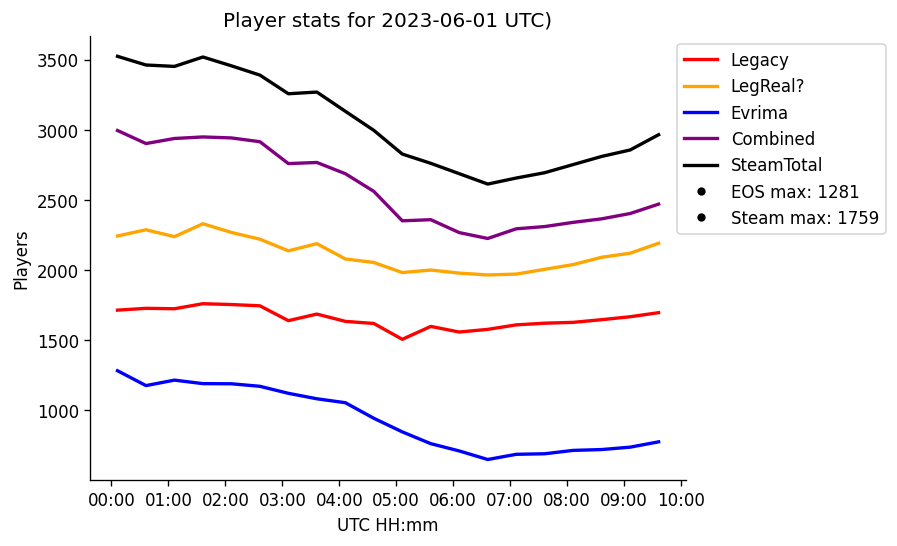 Player stats for 2023-06-01 UTC)
Players
3500
3000
2500
2000
1500
1000
00:00 01:00 02:00 03:00 04:00 05:00 06:00 07:00 08:00 09:00 10:00
UTC HH:mm
Legacy
LegReal?
Evrima
Combined
SteamTotal
EOS max: 1281
Steam max: 1759